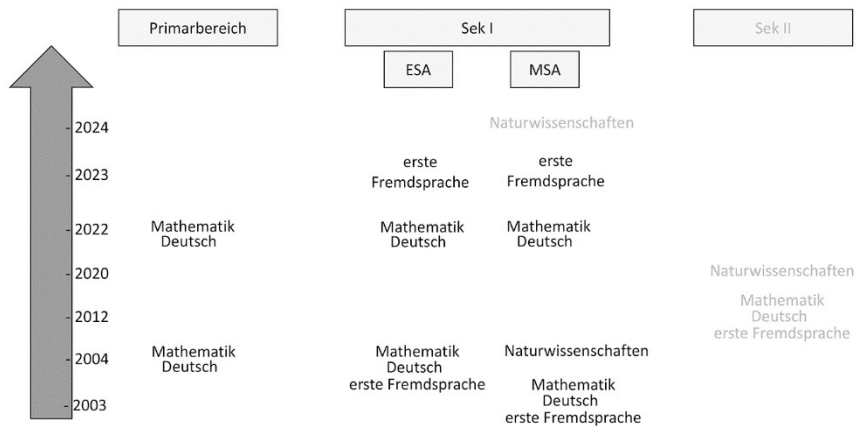 Primarbereich
Sek I
Sek II
ESA
MSA
- 2024
Naturwissenschaften
- 2023
erste
Fremdsprache
erste
Fremdsprache
- 2022
Mathematik
Deutsch
Mathematik
Deutsch
Mathematik
Deutsch
- 2020
Naturwissenschaften
- 2012
Mathematik
Deutsch
erste Fremdsprache
- 2004
Mathematik
Deutsch
Mathematik
Deutsch
erste Fremdsprache
Naturwissenschaften
- 2003
Mathematik
Deutsch
erste Fremdsprache